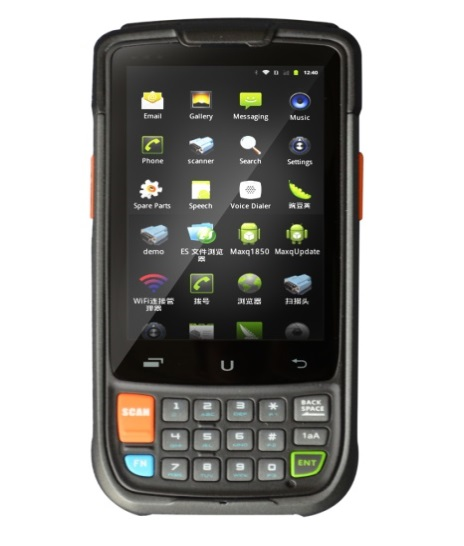 12:40
Email Gallery Messaging Music
Phone scanner Search Settings
Spare Parts Speech Voice Dialer 豌豆荚
demo ES 文件浏览器 Maxq1850 MaxqUpdate
WiFi连接管理器 拨号 浏览器 扫描头
U
SCAN 1 2 3 * BACK SPACE
4 5 6 # 1aA
FN 7 8 9 0 ENT